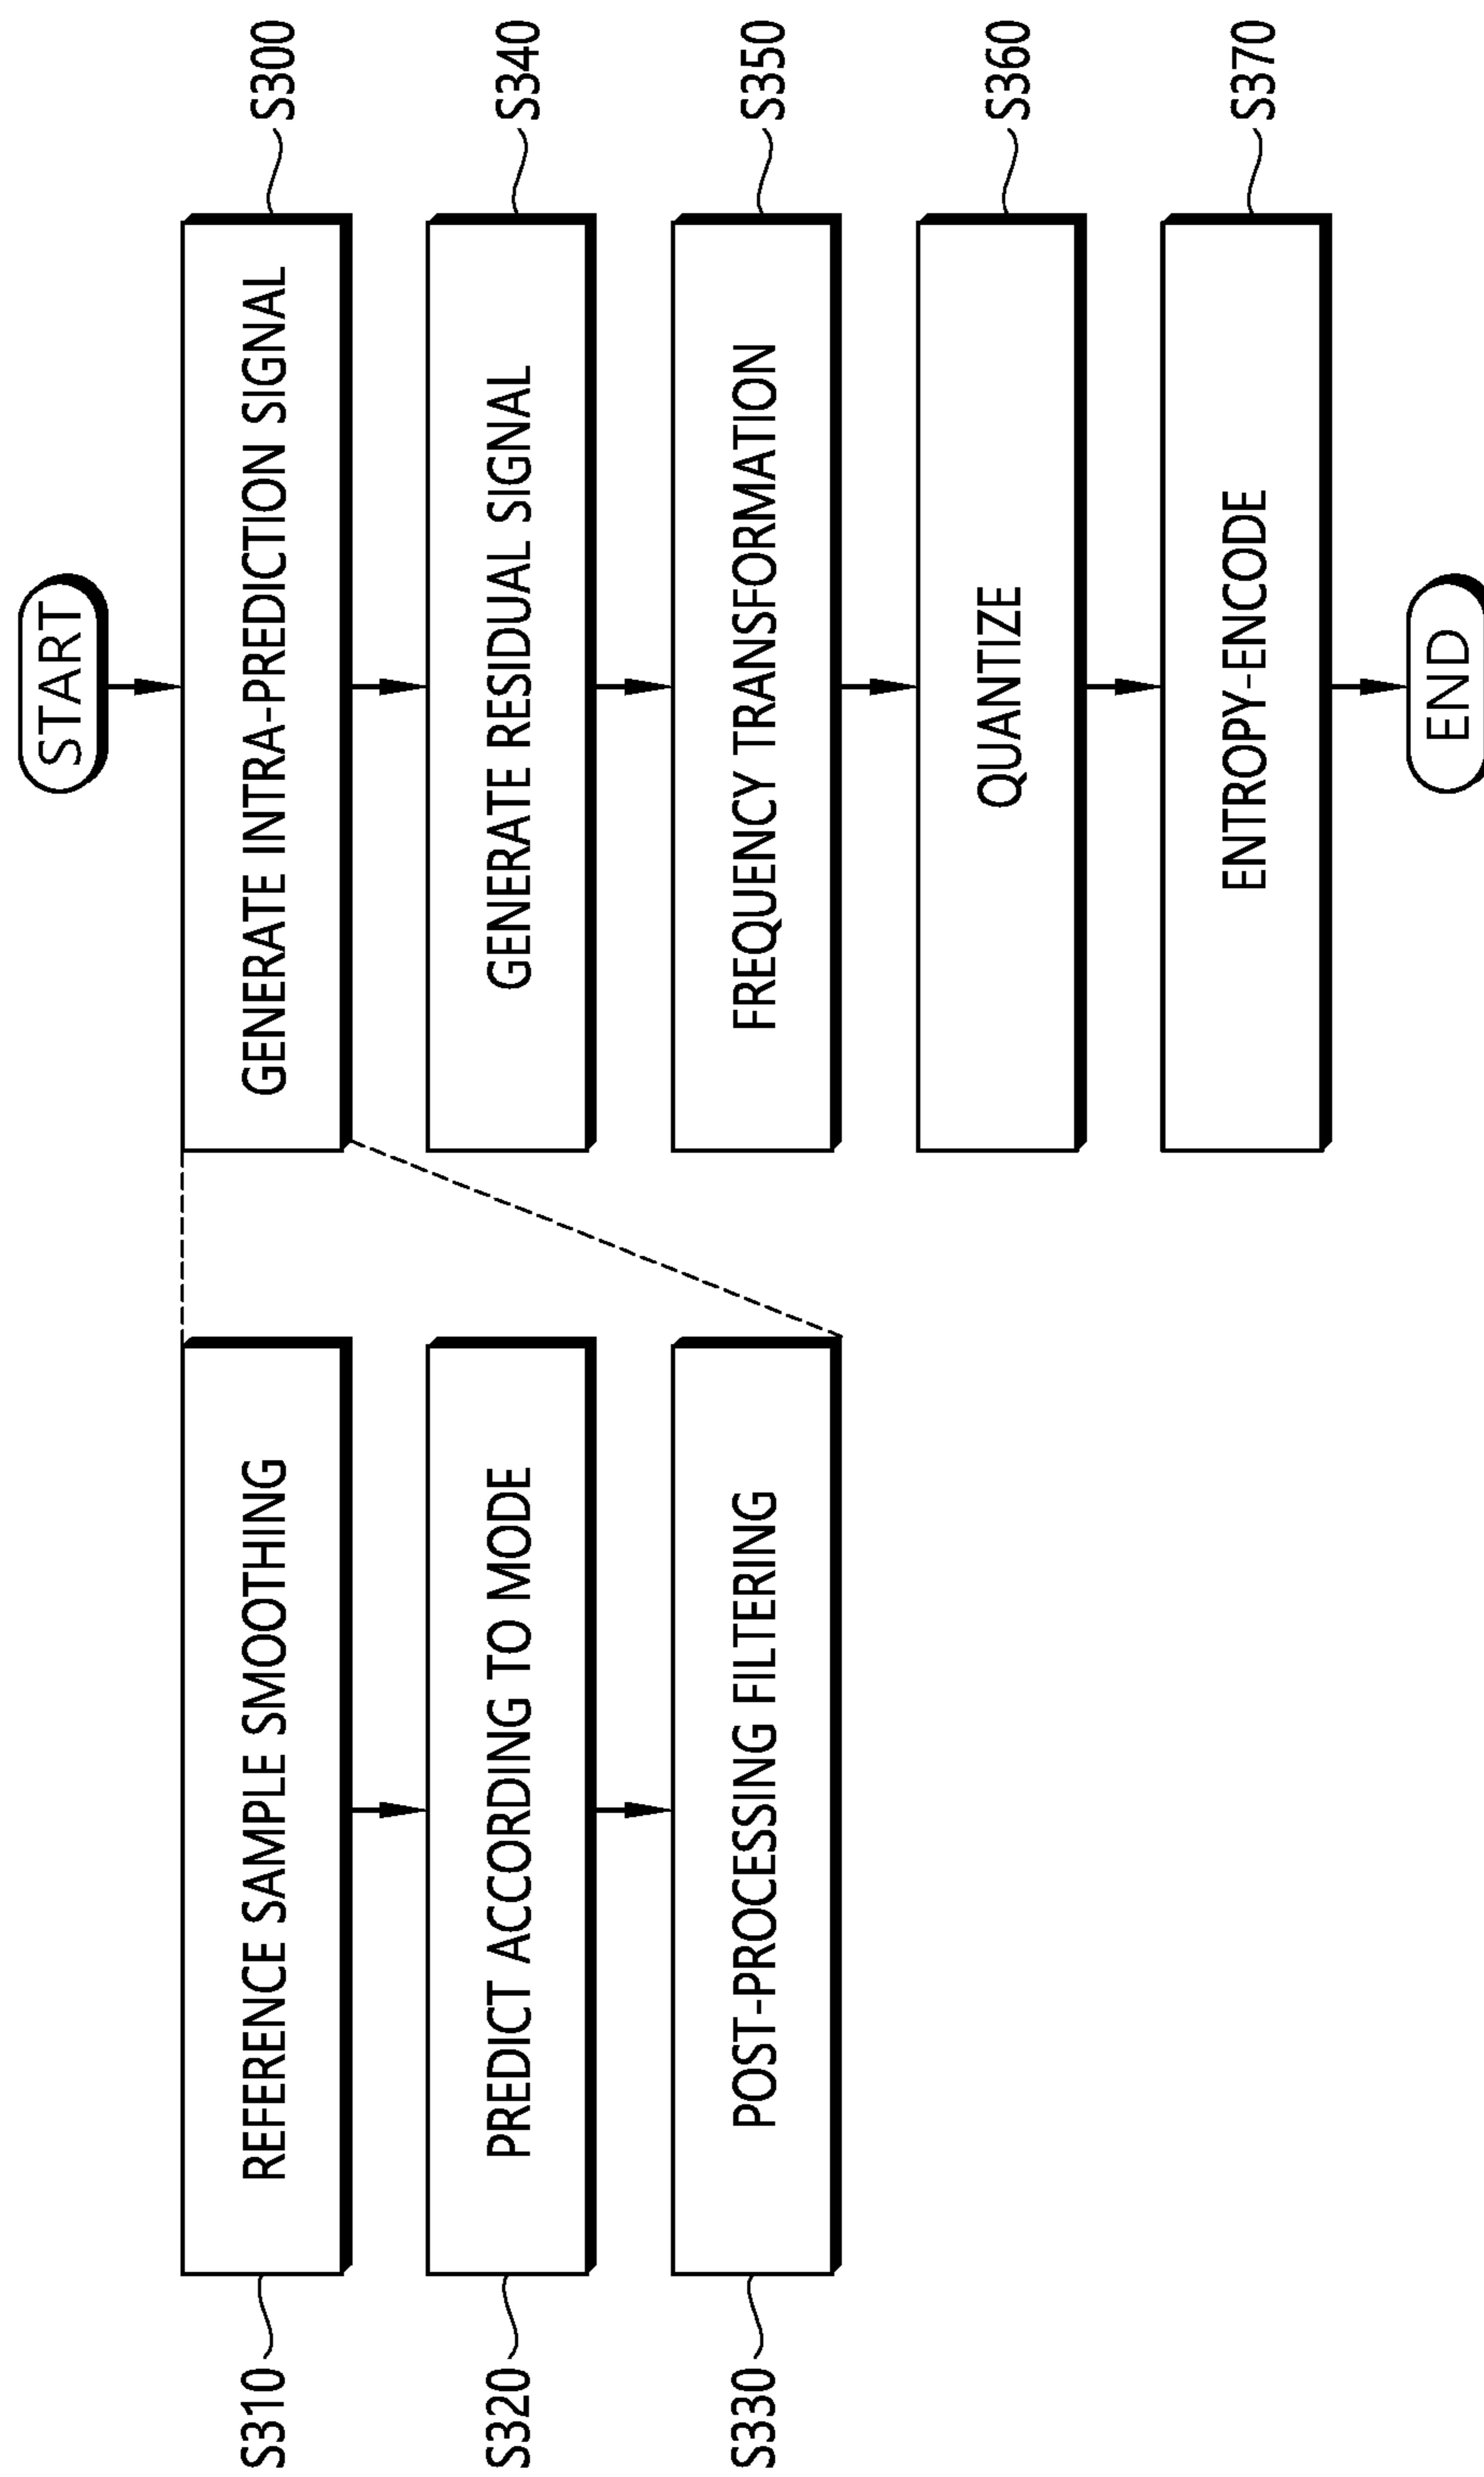 START
GENERATE INTRA-PREDICTION SIGNAL
S300
GENERATE RESIDUAL SIGNAL
S340
FREQUENCY TRANSFORMATION
S350
QUANTIZE
S360
ENTROPY-ENCODE
S370
END
S310
REFERENCE SAMPLE SMOOTHING
S320
PREDICT ACCORDING TO MODE
S330
POST-PROCESSING FILTERING